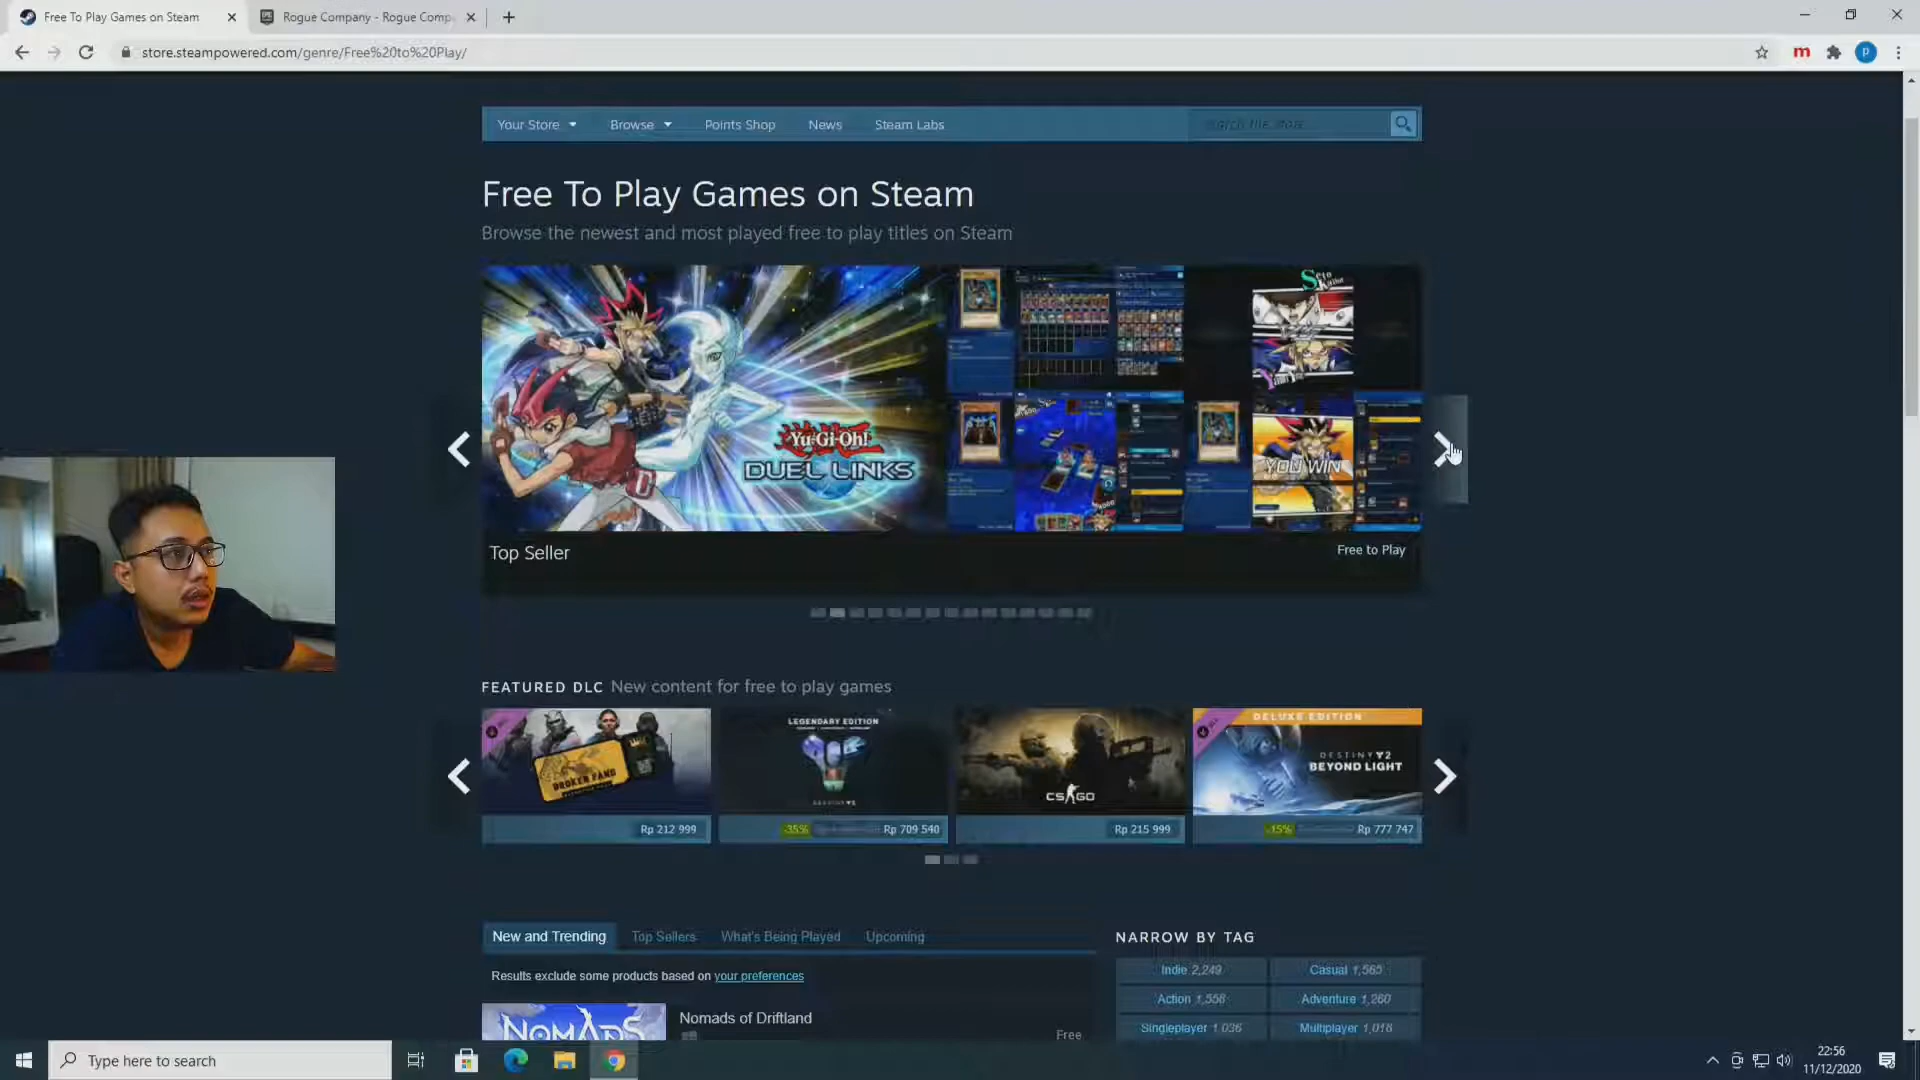 Free To Play Games on Steam
Rogue Company - Rogue Comp
store.steampowered.com/genre/Free%20to%20Play/
m
p
Your Store
Browse
Points Shop
News
Steam Labs
Free To Play Games on Steam
Browse the newest and most played free to play titles on Steam
Yu-Gi-Oh!
DUEL LINKS
YOU WIN
Top Seller
Free to Play
FEATURED DLC New content for free to play games
BROKER FANG
LEGENDARY EDITION
DELUXE EDITION
DESTINY 2
BEYOND LIGHT
CS GO
Rp 212 999
-35%
Rp 709 540
Rp 215 999
-15%
Rp 777 747
New and Trending
Top Sellers
What's Being Played
Upcoming
NARROW BY TAG
Results exclude some products based on your preferences
Indie 2,249
Casual 1,565
Action 1,558
Adventure 1,260
Singleplayer 1,036
Multiplayer 1,018
NOMADS
Nomads of Driftland
Free
Type here to search
22:56
11/12/2020